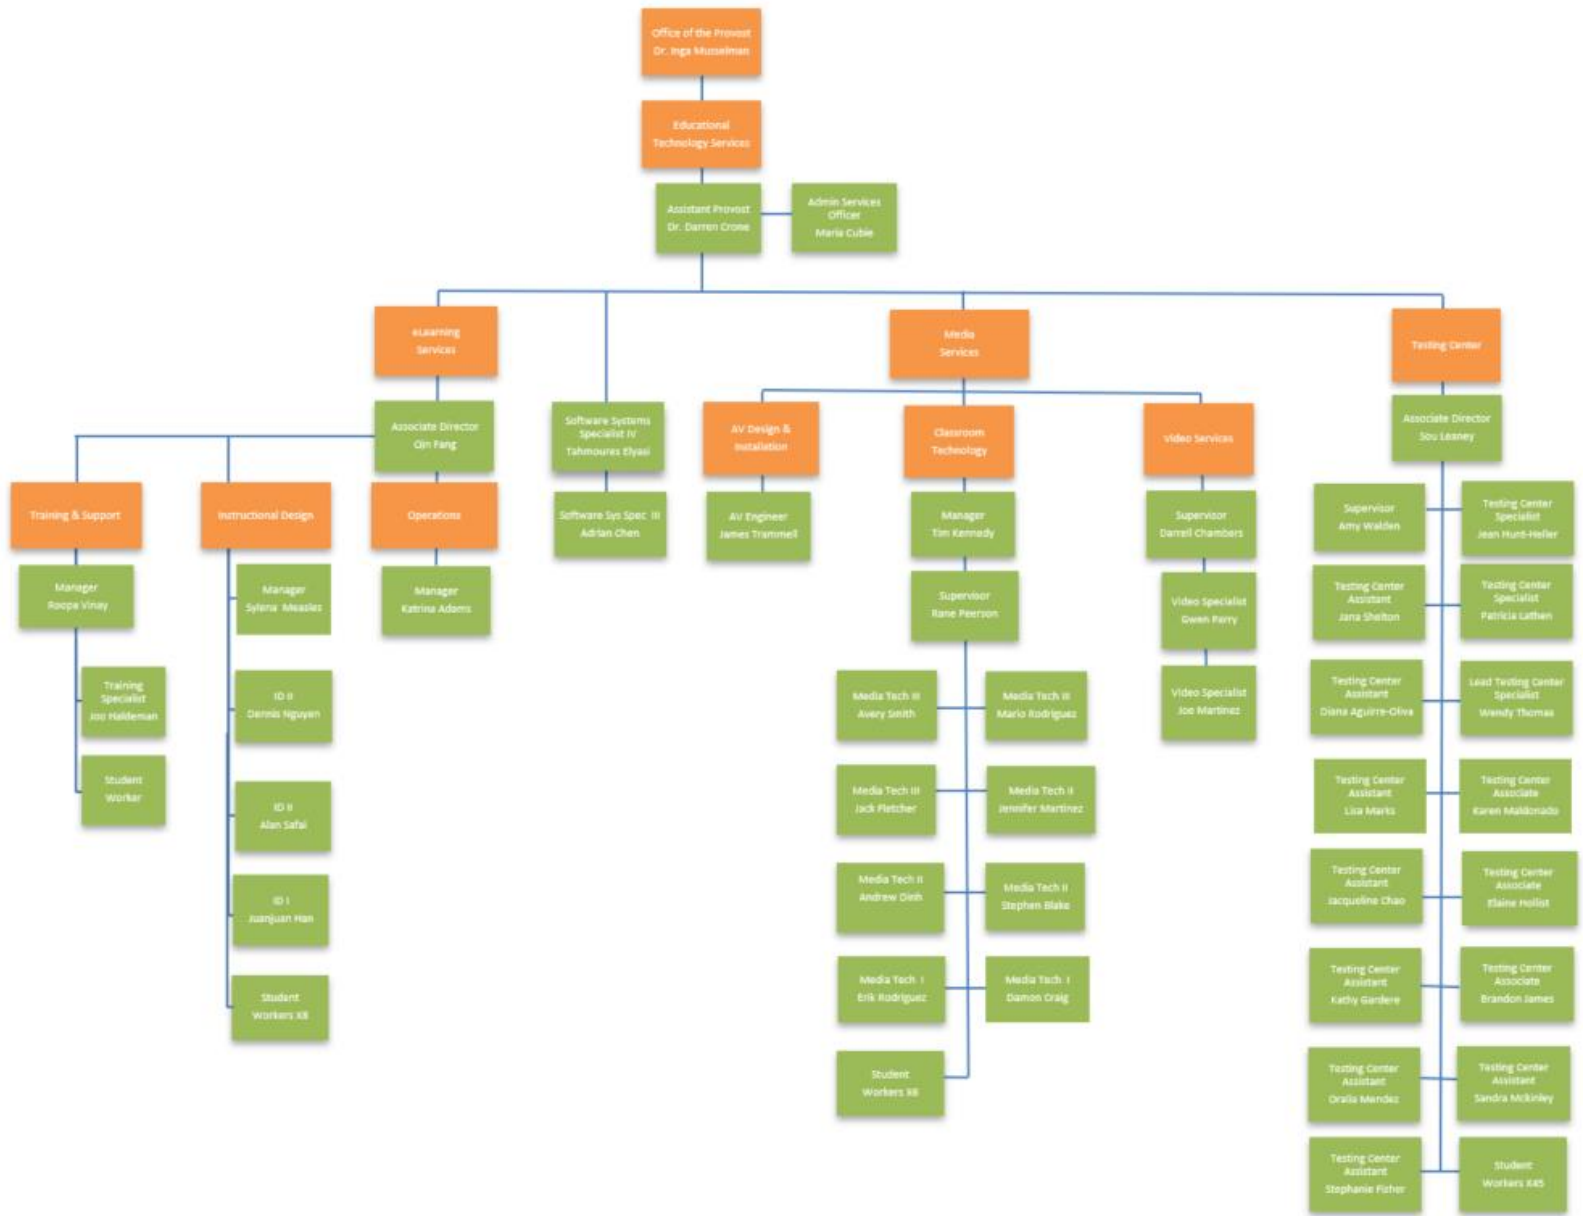 Office of the Provost
Dr. Inga Musselman
Educational
Technology Services
Assistant Provost
Dr. Darren Crone
Admin Services
Officer
Maria Cubie
eLearning
Services
Media
Services
Testing Center
Associate Director
Qin Fang
Software Systems
Specialist IV
Tahmoures Elyasi
AV Design &
Installation
Classroom
Technology
Video Services
Associate Director
Sou
Training & Support
Instructional Design
Operations
Software Sys Spec III
Adrian Chen
AV Engineer
James Trammell
Manager
Tim Kennedy
Supervisor
Darrell Chambers
Supervisor
Amy Walden
Testing Center
Specialist
Jean Hunt-Heller
Manager
Roopa Vinay
Manager
Sylena Measles
Manager
Katrina Adams
Supervisor
Rane Peerson
Video Specialist
Gwen Parry
Testing Center
Assistant
Jana Shelton
Testing Center
Specialist
Patricia Lathen
Training
Specialist
Joo Haldeman
ID II
Dennis Nguyen
Media Tech III
Avery Smith
Media Tech III
Mario Rodriguez
Video Specialist
Joe Martinez
Testing Center
Assistant
Diana Aguirre-Oliva
Lead Testing Center
Specialist
Wendy Thomas
Student
Worker
ID II
Alan Safai
Media Tech III
Jack Fletcher
Media Tech II
Jennifer Martinez
Testing Center
Assistant
Lisa Marks
Testing Center
Associate
Karen Maldonado
ID I
Juanjuan Han
Media Tech II
Andrew Dinh
Media Tech II
Stephen Blake
Testing Center
Assistant
Jacqueline Chao
Testing Center
Associate
Elaine Hollist
Student
Workers X8
Media Tech I
Erik Rodriguez
Media Tech I
Damon Craig
Testing Center
Assistant
Kathy Gardere
Testing Center
Associate
Brandon James
Student
Workers
Testing Center
Assistant
Oralia Mendez
Testing Center
Assistant
Sandra Mckinley
Testing Center
Assistant
Stephanie Fisher
Student
Workers X45